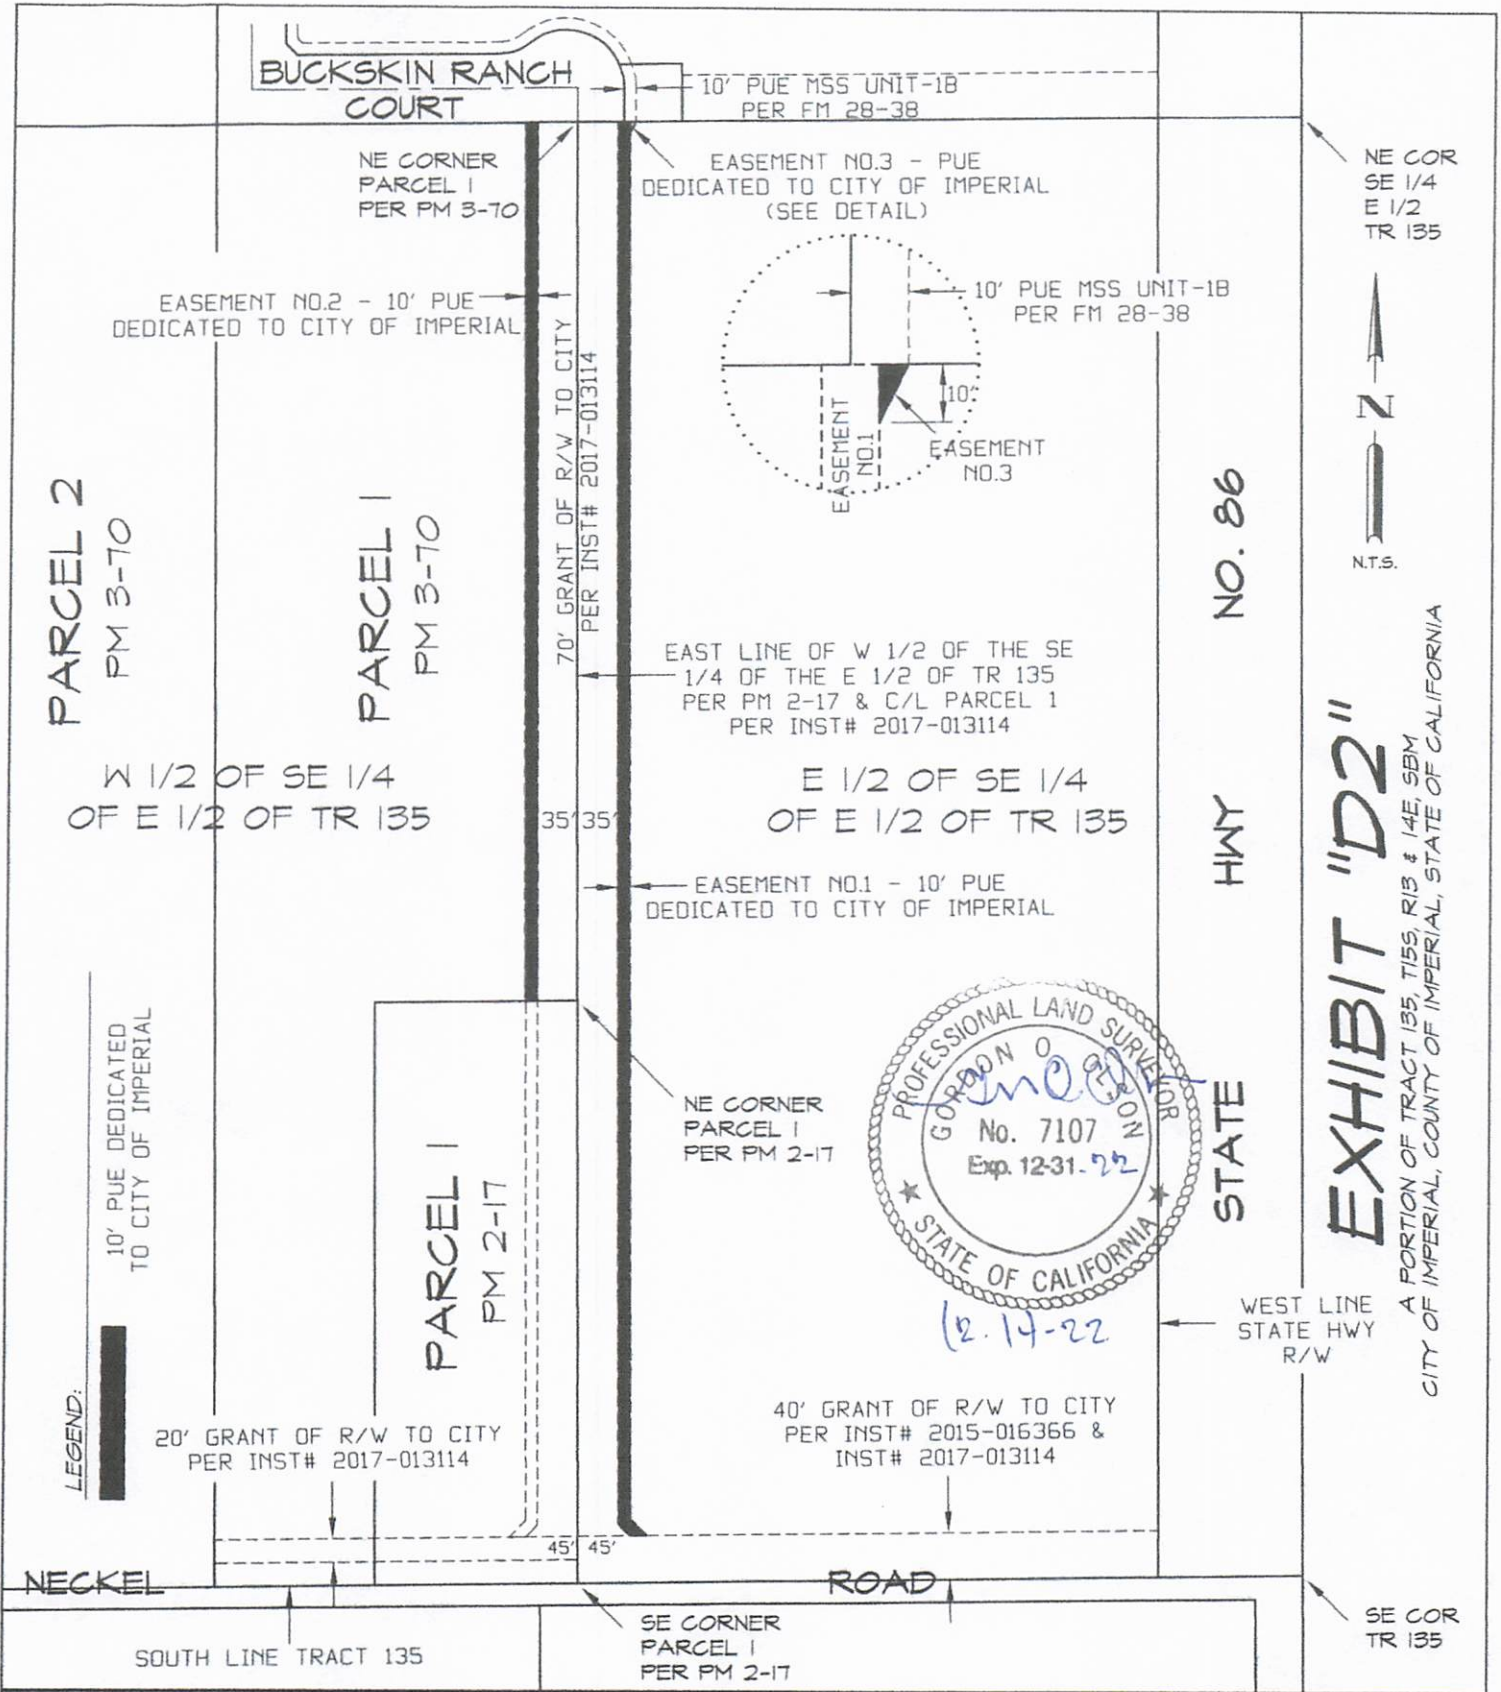 BUCKSKIN RANCH
COURT
10' PUE MSS UNIT-1B
PER FM 28-38
NE CORNER
PARCEL 1
PER PM 3-70
EASEMENT NO.3 - PUE
DEDICATED TO CITY OF IMPERIAL
(SEE DETAIL)
NE COR
SE 1/4
E 1/2
TR 135
EASEMENT NO.2 - 10' PUE
DEDICATED TO CITY OF IMPERIAL
10' PUE MSS UNIT-1B
PER FM 28-38
10'
EASEMENT
NO.1
EASEMENT
NO.3
70' GRANT OF R/W TO CITY
PER INST# 2017-013114
N
N.T.S.
PARCEL 2
PM 3-70
PARCEL 1
PM 3-70
EAST LINE OF W 1/2 OF THE SE
1/4 OF THE E 1/2 OF TR 135
PER PM 2-17 & C/L PARCEL 1
PER INST# 2017-013114
W 1/2 OF SE 1/4
OF E 1/2 OF TR 135
E 1/2 OF SE 1/4
OF E 1/2 OF TR 135
35' 35'
EASEMENT NO.1 - 10' PUE
DEDICATED TO CITY OF IMPERIAL
STATE HWY NO. 86
EXHIBIT "D2"
A PORTION OF TRACT 135, T15S, R13 & 14E, SBM
CITY OF IMPERIAL, COUNTY OF IMPERIAL, STATE OF CALIFORNIA
NE CORNER
PARCEL 1
PER PM 2-17
PROFESSIONAL LAND SURVEYOR
GORDON O. OLSON
No. 7107
Exp. 12-31-22
STATE OF CALIFORNIA
12-14-22
PARCEL 1
PM 2-17
LEGEND:
10' PUE DEDICATED
TO CITY OF IMPERIAL
WEST LINE
STATE HWY
R/W
20' GRANT OF R/W TO CITY
PER INST# 2017-013114
40' GRANT OF R/W TO CITY
PER INST# 2015-016366 &
INST# 2017-013114
45' 45'
NECKEL ROAD
SOUTH LINE TRACT 135
SE CORNER
PARCEL 1
PER PM 2-17
SE COR
TR 135